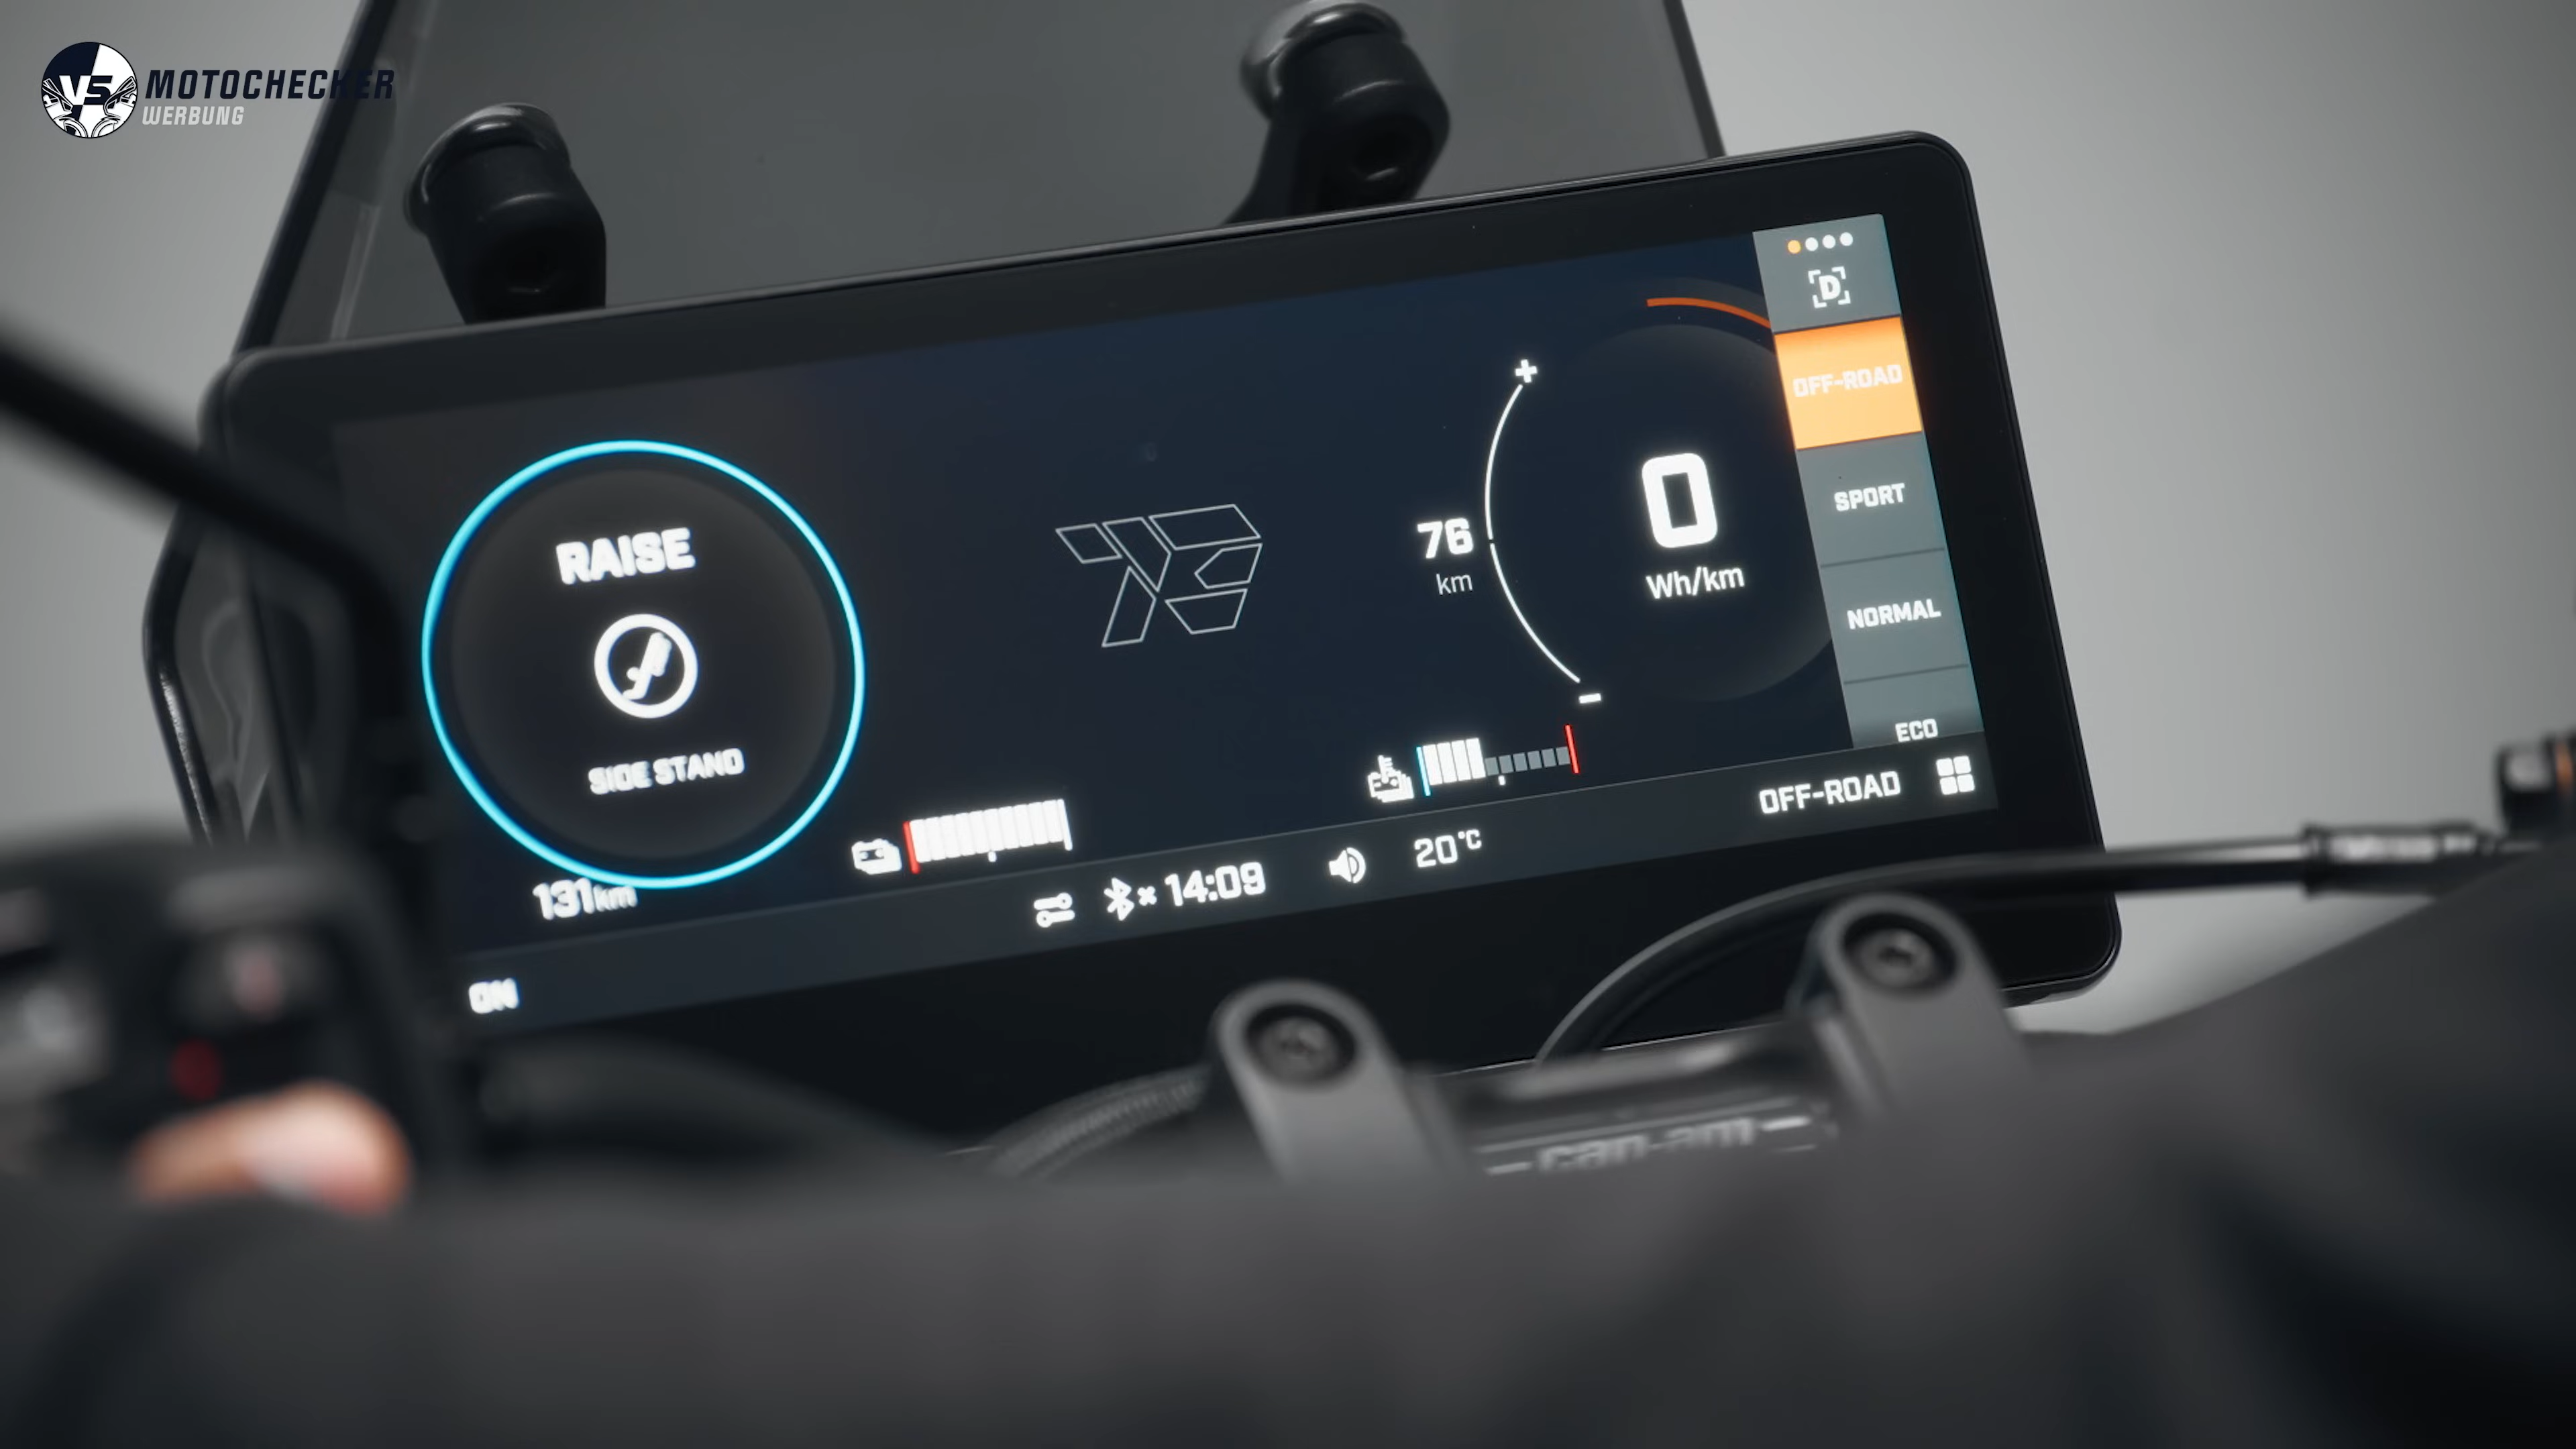 VS MOTOCHECKER
WERBUNG
D
OFF-ROAD
SPORT
NORMAL
ECO
RAISE
SIDE STAND
76
km
0
Wh/km
131km
14:09
20°C
OFF-ROAD
ON
can-am